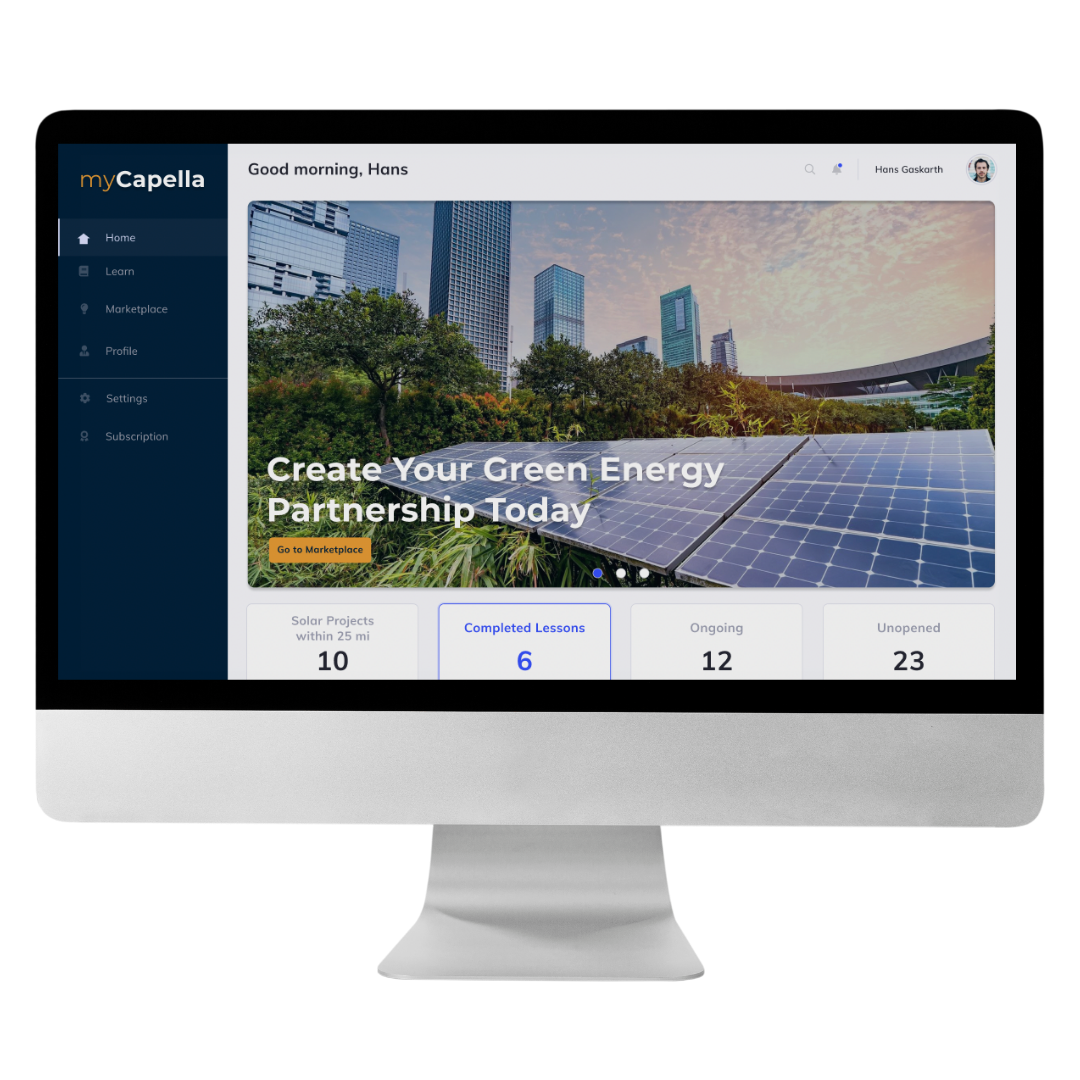 myCapella
Home
Learn
Marketplace
Profile
Settings
Subscription
Good morning, Hans
Hans Gaskarth
Create Your Green Energy
Partnership Today
Go to Marketplace
Solar Projects
within 25 mi
10
Completed Lessons
6
Ongoing
12
Unopened
23